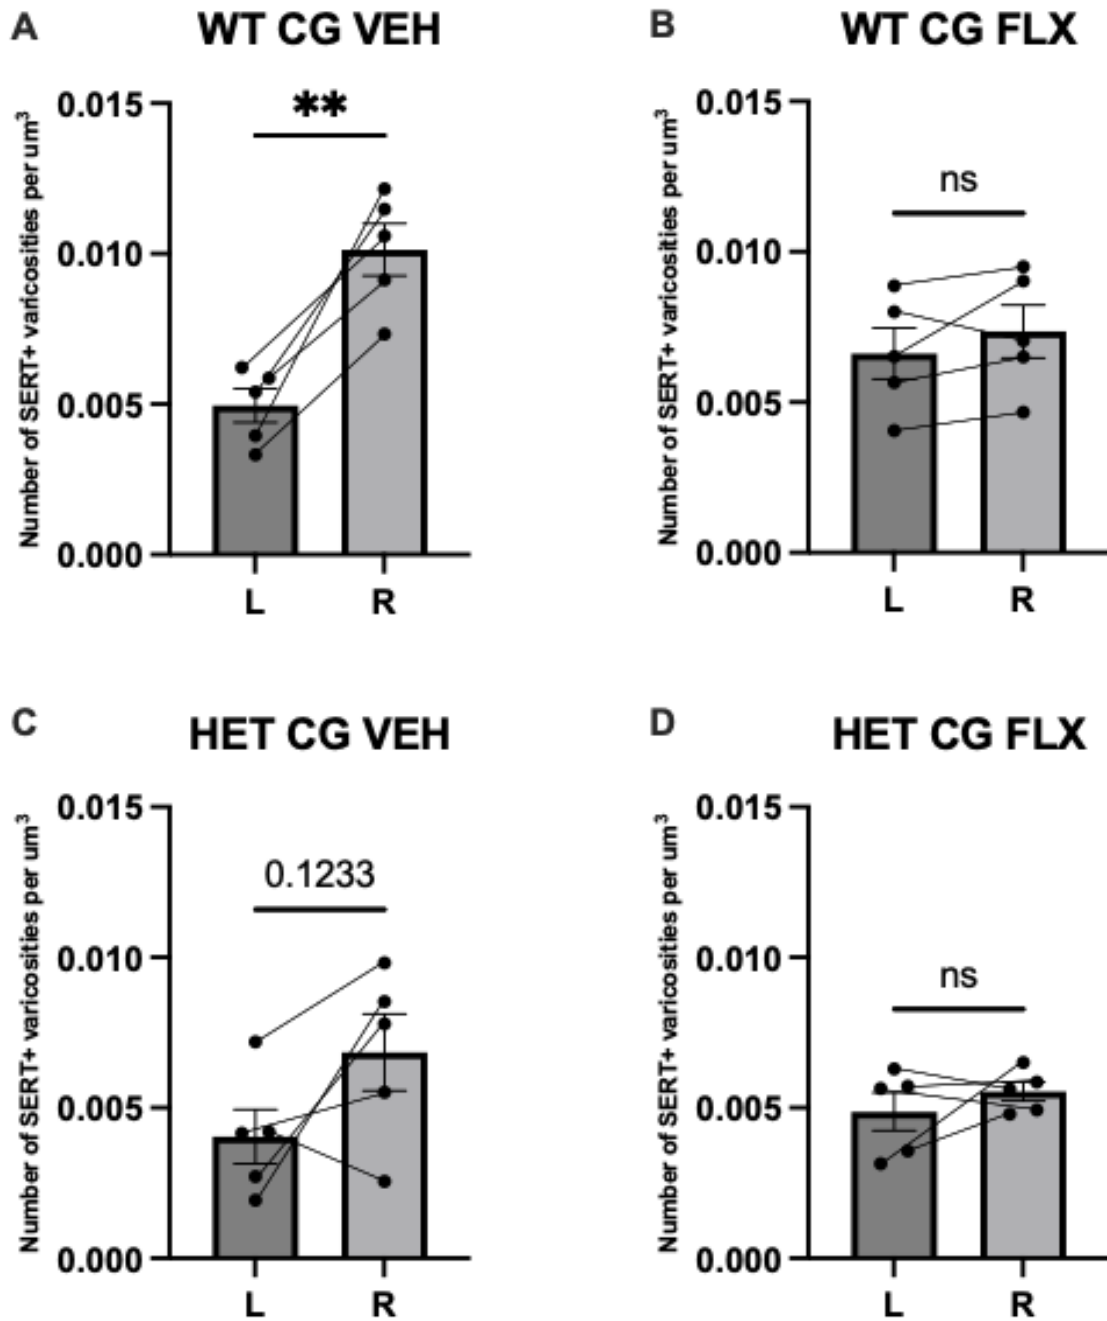 A
WT CG VEH
Number of SERT+ varicosities per um³
0.015
0.010
0.005
0.000
**
L
R
B
WT CG FLX
Number of SERT+ varicosities per um³
0.015
0.010
0.005
0.000
ns
L
R
C
HET CG VEH
Number of SERT+ varicosities per um³
0.015
0.010
0.005
0.000
0.1233
L
R
D
HET CG FLX
Number of SERT+ varicosities per um³
0.015
0.010
0.005
0.000
ns
L
R